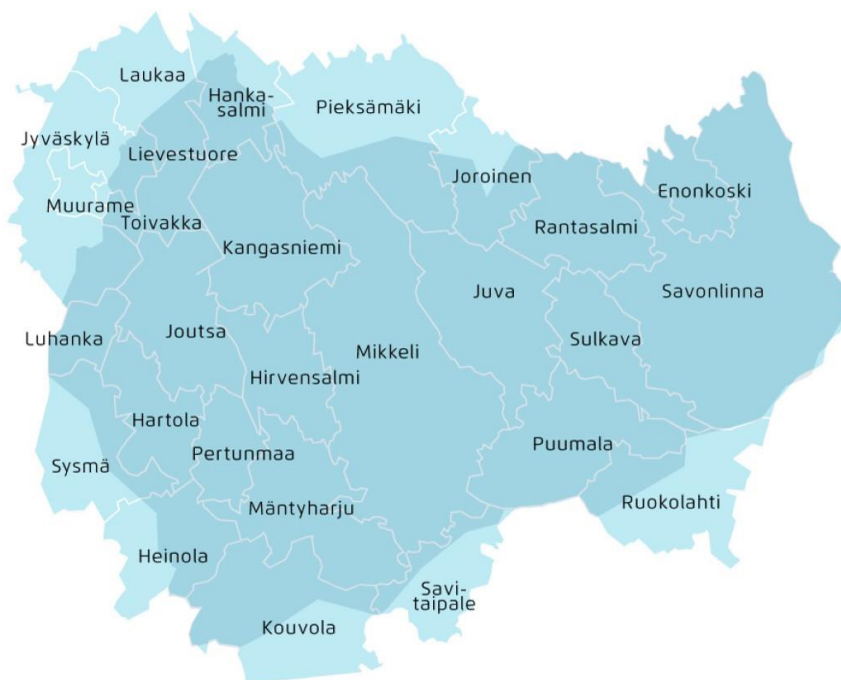 Laukaa
Hanka-
salmi
Pieksämäki
Jyväskylä
Lievestuore
Joroinen
Enonkoski
Muurame
Toivakka
Rantasalmi
Kangasniemi
Juva
Savonlinna
Luhanka
Joutsa
Mikkeli
Sulkava
Hirvensalmi
Hartola
Pertunmaa
Puumala
Sysmä
Ruokolahti
Mäntyharju
Heinola
Savi-
taipale
Kouvola